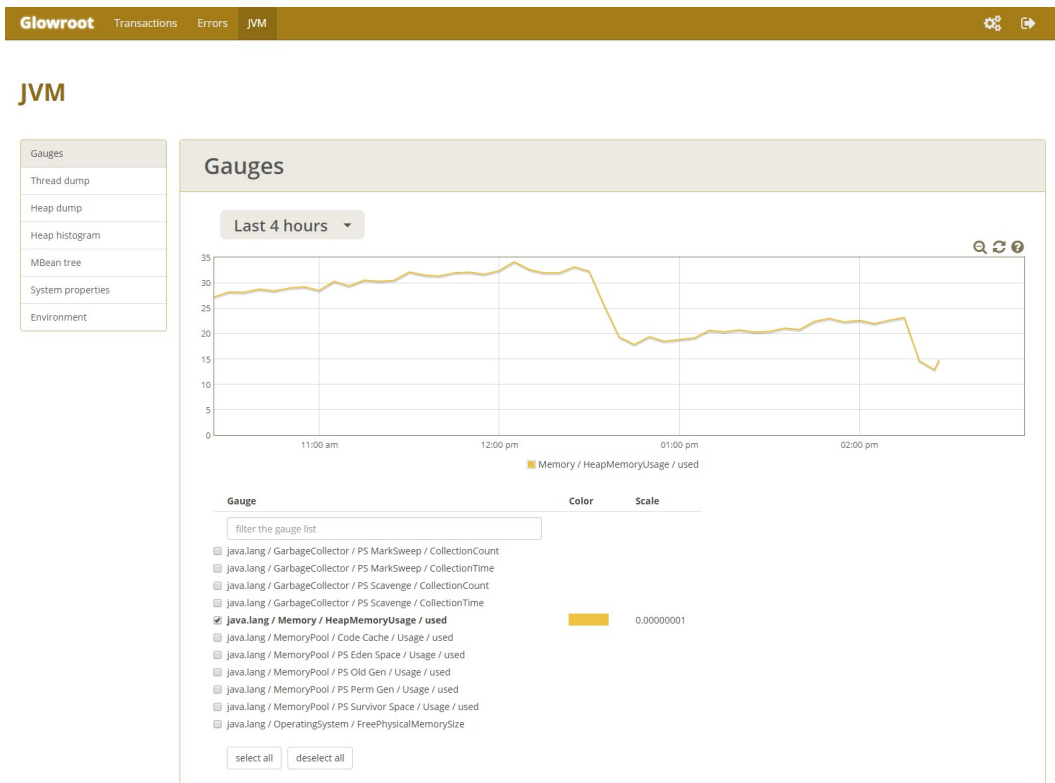 Glowroot Transactions Errors JVM
JVM
Gauges
Thread dump
Heap dump
Heap histogram
MBean tree
System properties
Environment
Gauges
Last 4 hours
35
30
25
20
15
10
5
0
11:00 am 12:00 pm 01:00 pm 02:00 pm
Memory / HeapMemoryUsage / used
Gauge Color Scale
filter the gauge list
java.lang / GarbageCollector / PS MarkSweep / CollectionCount
java.lang / GarbageCollector / PS MarkSweep / CollectionTime
java.lang / GarbageCollector / PS Scavenge / CollectionCount
java.lang / GarbageCollector / PS Scavenge / CollectionTime
java.lang / Memory / HeapMemoryUsage / used 0.00000001
java.lang / MemoryPool / Code Cache / Usage / used
java.lang / MemoryPool / PS Eden Space / Usage / used
java.lang / MemoryPool / PS Old Gen / Usage / used
java.lang / MemoryPool / PS Perm Gen / Usage / used
java.lang / MemoryPool / PS Survivor Space / Usage / used
java.lang / OperatingSystem / FreePhysicalMemorySize
select all deselect all